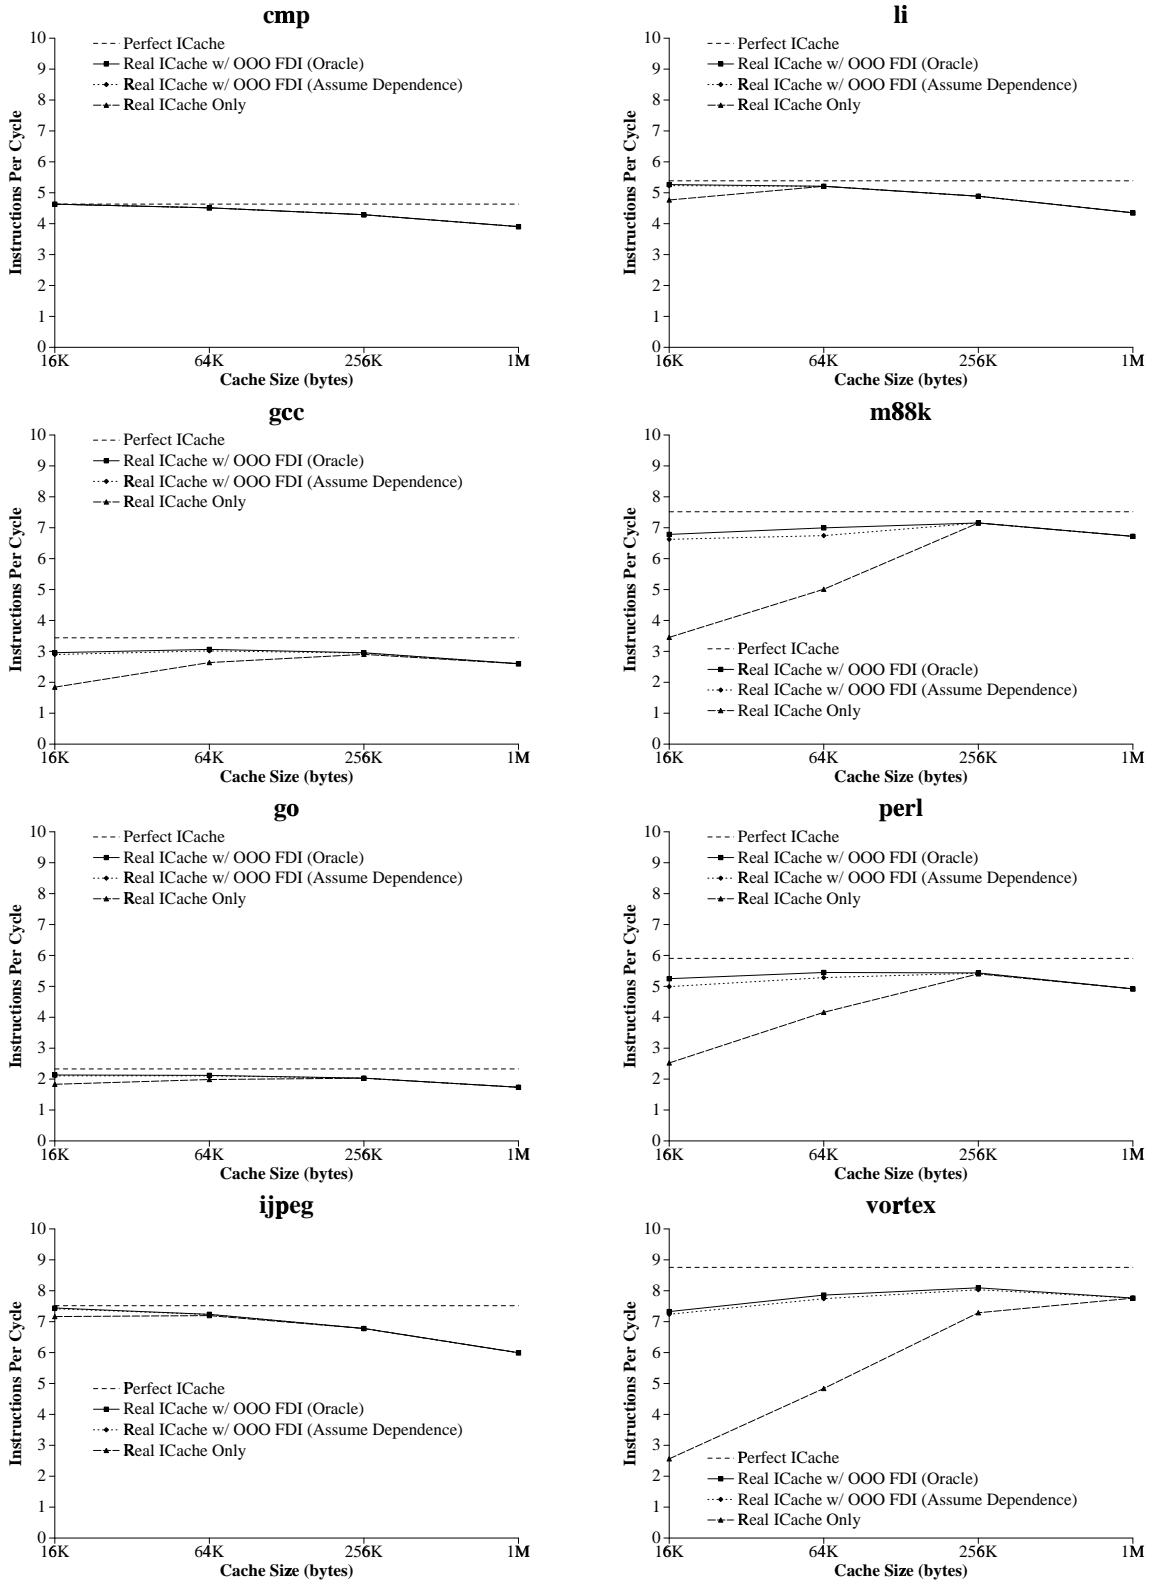 cmp
10
9
8
7
6
5
4
3
2
1
0
Instructions Per Cycle
Perfect ICache
Real ICache w/ OOO FDI (Oracle)
Real ICache w/ OOO FDI (Assume Dependence)
Real ICache Only
16K 64K 256K 1M
Cache Size (bytes)
li
10
9
8
7
6
5
4
3
2
1
0
Instructions Per Cycle
Perfect ICache
Real ICache w/ OOO FDI (Oracle)
Real ICache w/ OOO FDI (Assume Dependence)
Real ICache Only
16K 64K 256K 1M
Cache Size (bytes)
gcc
10
9
8
7
6
5
4
3
2
1
0
Instructions Per Cycle
Perfect ICache
Real ICache w/ OOO FDI (Oracle)
Real ICache w/ OOO FDI (Assume Dependence)
Real ICache Only
16K 64K 256K 1M
Cache Size (bytes)
m88k
10
9
8
7
6
5
4
3
2
1
0
Instructions Per Cycle
Perfect ICache
Real ICache w/ OOO FDI (Oracle)
Real ICache w/ OOO FDI (Assume Dependence)
Real ICache Only
16K 64K 256K 1M
Cache Size (bytes)
go
10
9
8
7
6
5
4
3
2
1
0
Instructions Per Cycle
Perfect ICache
Real ICache w/ OOO FDI (Oracle)
Real ICache w/ OOO FDI (Assume Dependence)
Real ICache Only
16K 64K 256K 1M
Cache Size (bytes)
perl
10
9
8
7
6
5
4
3
2
1
0
Instructions Per Cycle
Perfect ICache
Real ICache w/ OOO FDI (Oracle)
Real ICache w/ OOO FDI (Assume Dependence)
Real ICache Only
16K 64K 256K 1M
Cache Size (bytes)
ijpeg
10
9
8
7
6
5
4
3
2
1
0
Instructions Per Cycle
Perfect ICache
Real ICache w/ OOO FDI (Oracle)
Real ICache w/ OOO FDI (Assume Dependence)
Real ICache Only
16K 64K 256K 1M
Cache Size (bytes)
vortex
10
9
8
7
6
5
4
3
2
1
0
Instructions Per Cycle
Perfect ICache
Real ICache w/ OOO FDI (Oracle)
Real ICache w/ OOO FDI (Assume Dependence)
Real ICache Only
16K 64K 256K 1M
Cache Size (bytes)